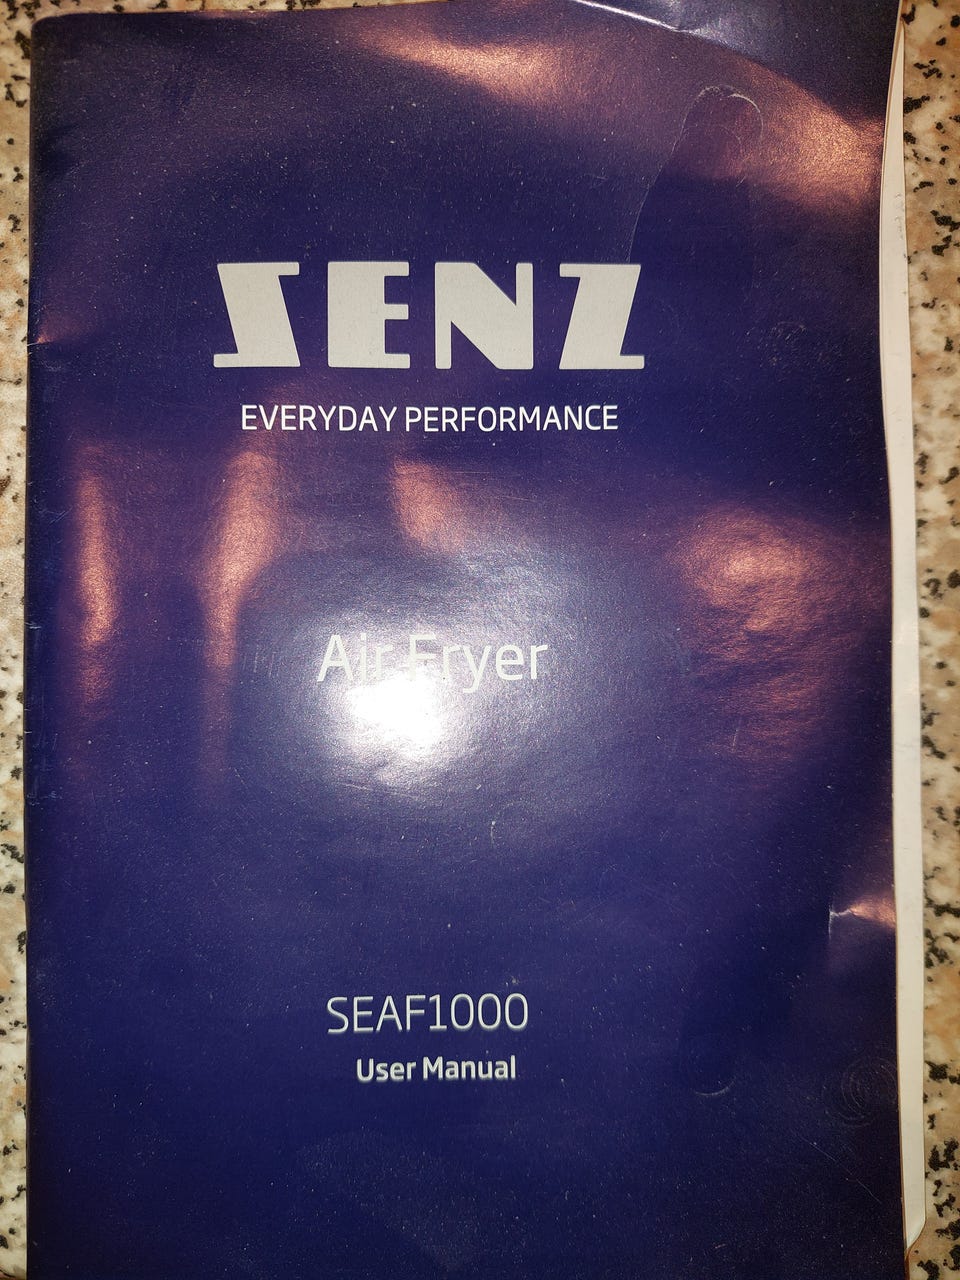 SENZ
EVERYDAY PERFORMANCE
Air Fryer
SEAF1000
User Manual